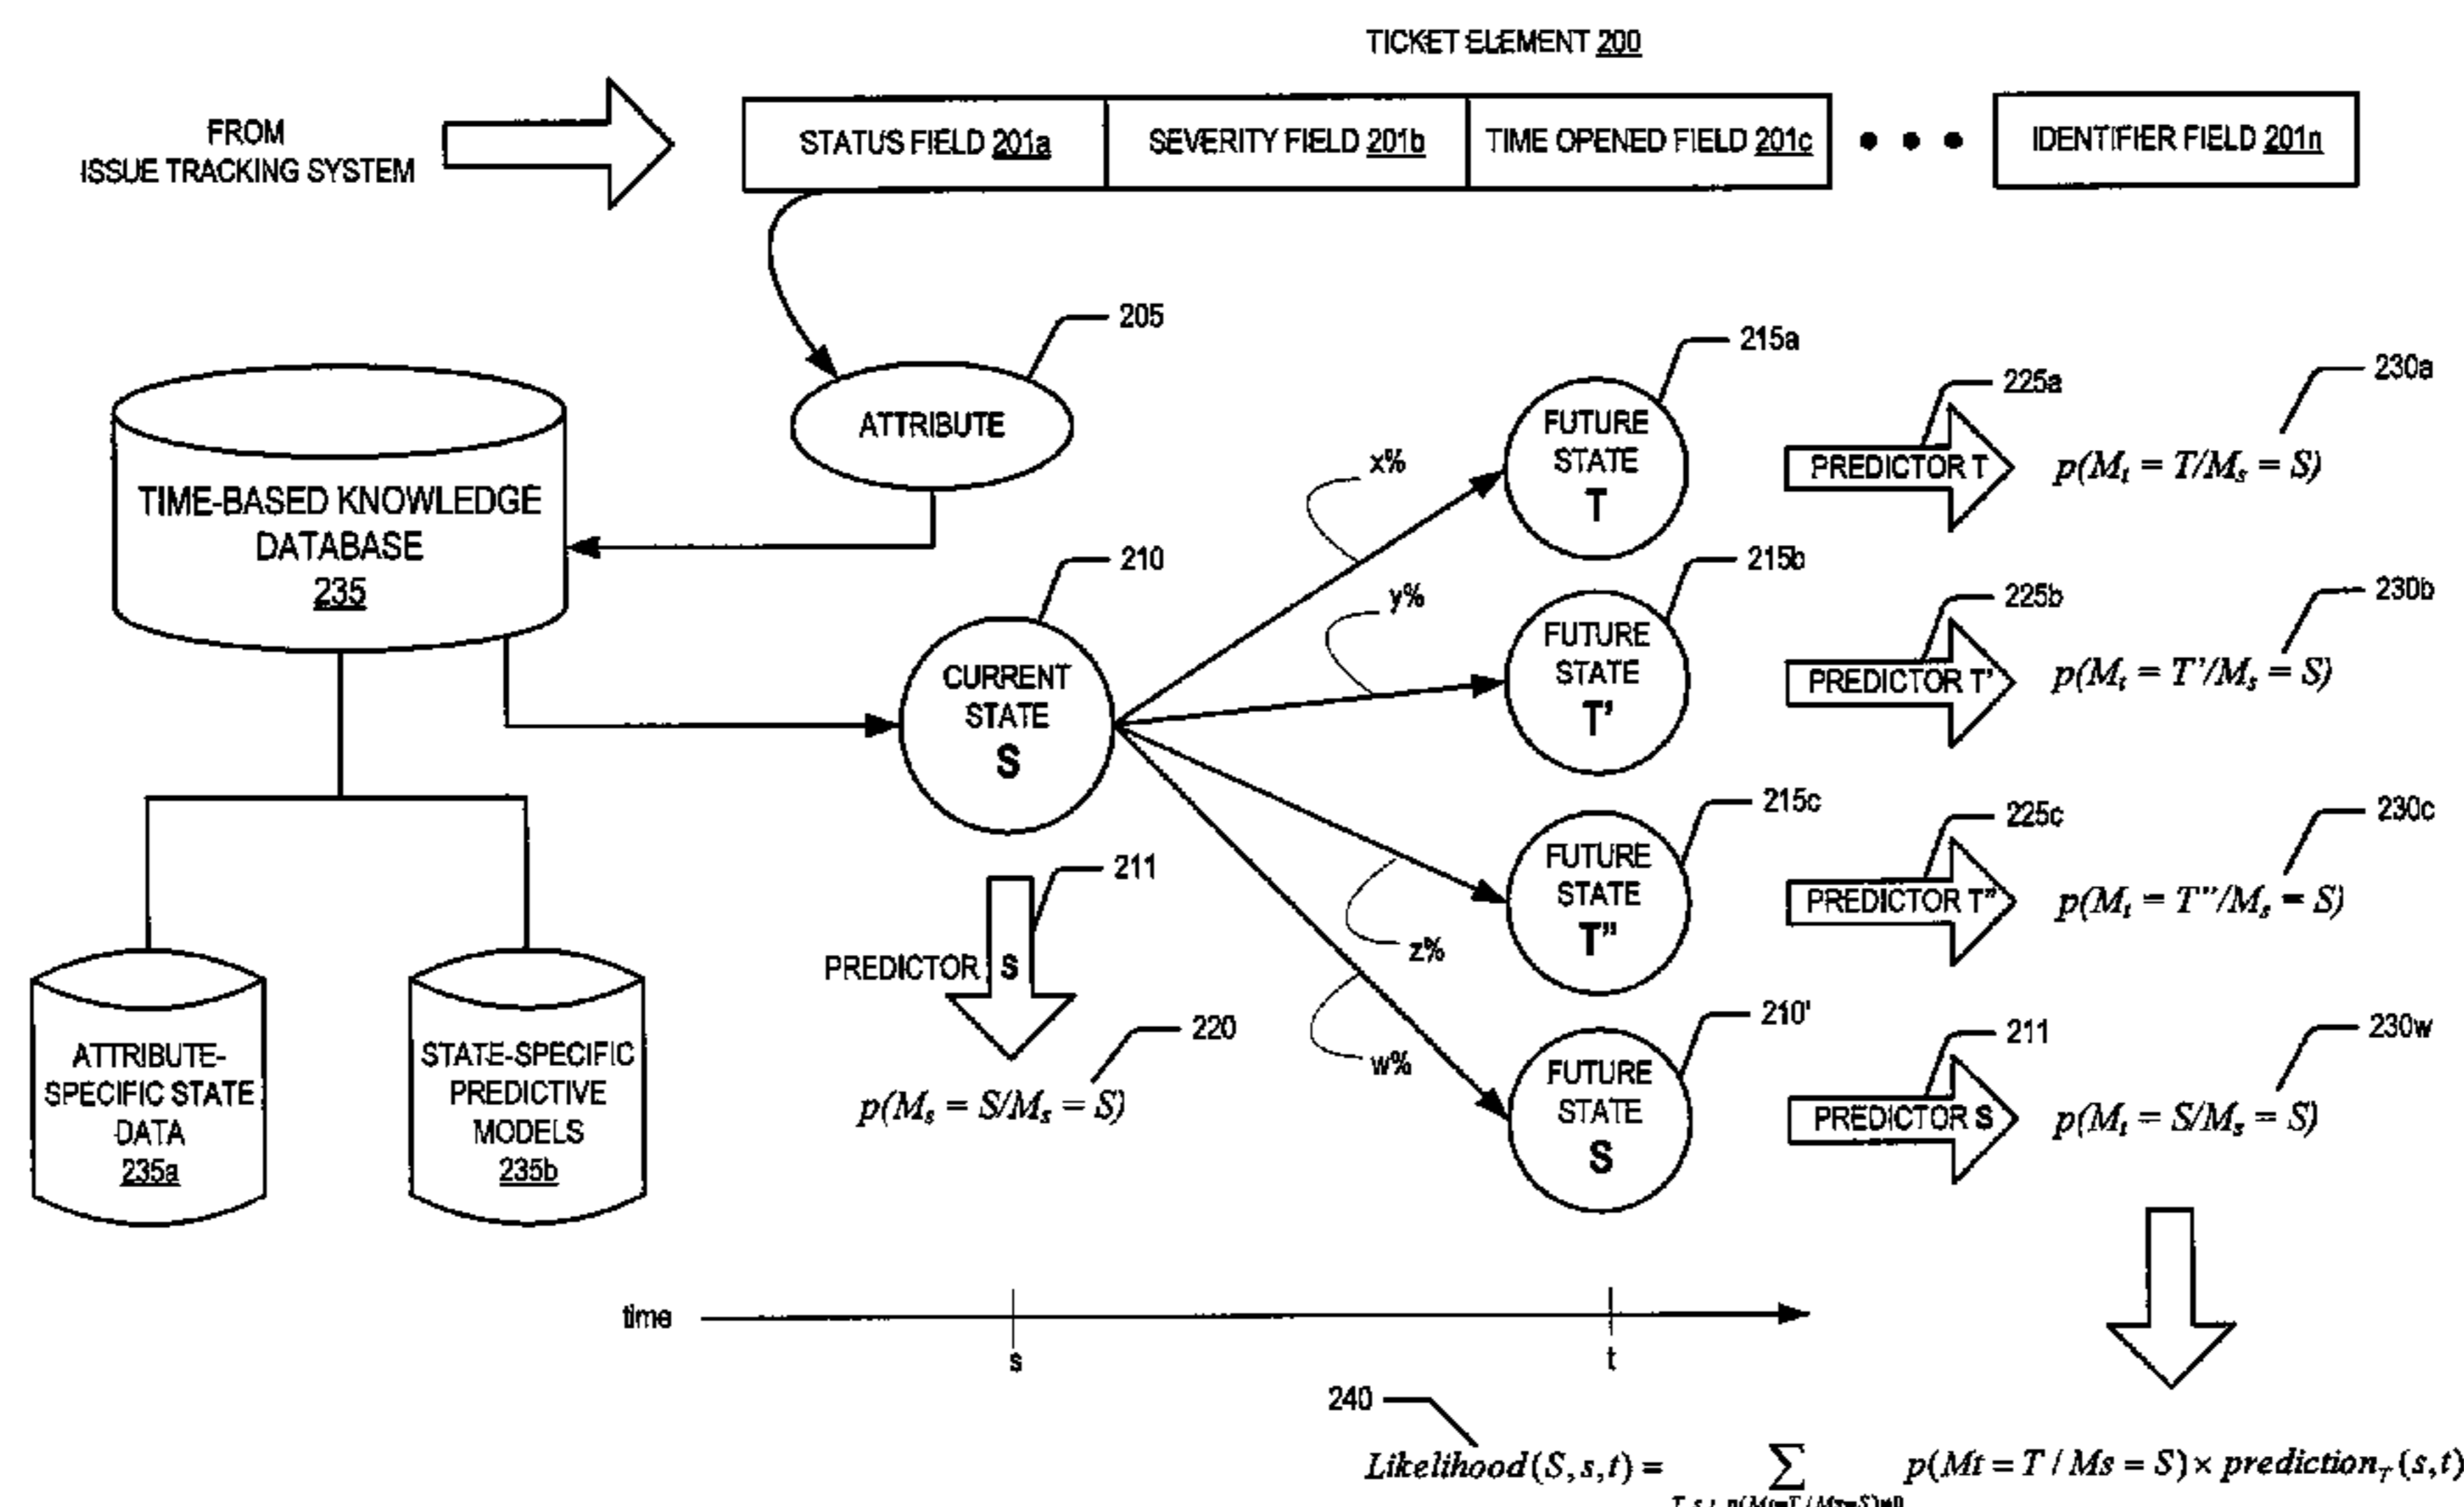 TICKET ELEMENT 200
FROM
ISSUE TRACKING SYSTEM
STATUS FIELD 201a
SEVERITY FIELD 201b
TIME OPENED FIELD 201c
• • •
IDENTIFIER FIELD 201n
205
ATTRIBUTE
TIME-BASED KNOWLEDGE
DATABASE
235
210
CURRENT
STATE
S
x%
y%
z%
w%
215a
FUTURE
STATE
T
225a
PREDICTOR T
230a
p(Mt = T/Ms = S)
215b
FUTURE
STATE
T'
225b
PREDICTOR T'
230b
p(Mt = T'/Ms = S)
215c
FUTURE
STATE
T"
225c
PREDICTOR T"
230c
p(Mt = T"/Ms = S)
210'
FUTURE
STATE
S
211
PREDICTOR S
230w
p(Mt = S/Ms = S)
211
PREDICTOR S
220
p(Ms = S/Ms = S)
ATTRIBUTE-
SPECIFIC STATE
DATA
235a
STATE-SPECIFIC
PREDICTIVE
MODELS
235b
time
s
t
240
Likelihood(S,s,t) = ∑ p(Mt = T / Ms = S) × predictionT(s,t)